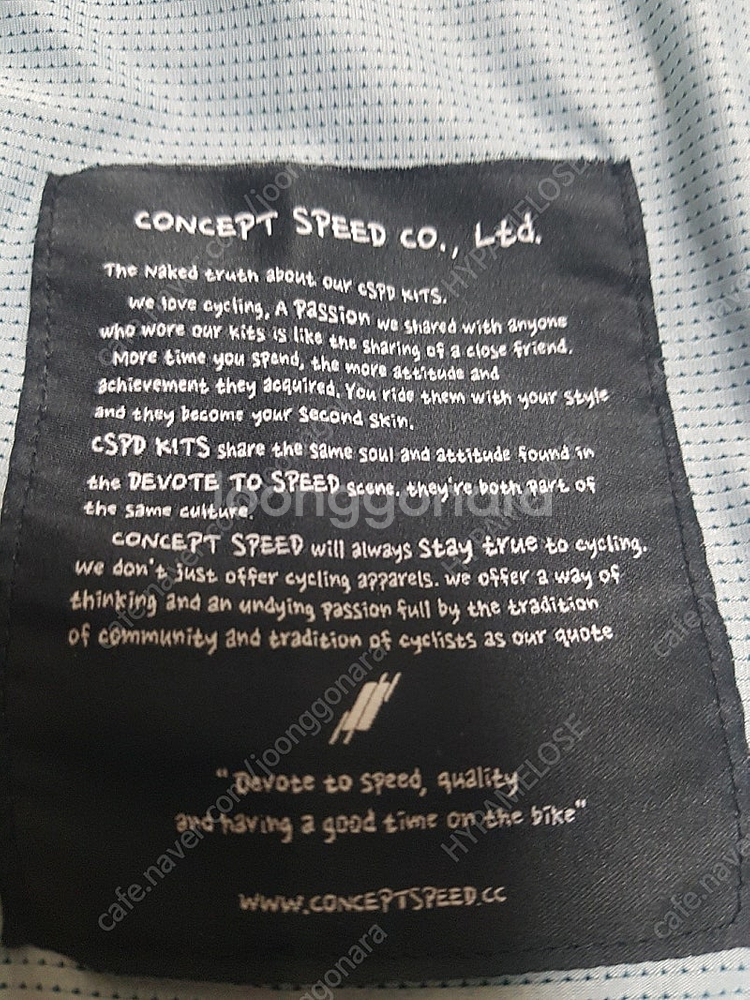 CONCEPT SPEED CO., Ltd.
The Naked truth about our CSPD KITS.
We love cycling, A Passion we shared with anyone
who wore our kits is like the sharing of a close friend.
More time you spend, the more attitude and
achievement they acquired. You ride them with your style
and they become your second skin.
CSPD KITS share the same soul and attitude found in
the DEVOTE TO SPEED scene. they're both part of
the same culture.
CONCEPT SPEED will always stay true to cycling.
we don't just offer cycling apparels. we offer a way of
thinking and an undying passion full by the tradition
of community and tradition of cyclists as our quote
"Devote to speed, quality
and having a good time on the bike"
WWW.CONCEPTSPEED.CC
Joonggonara
cafe.naver.com/joonggonara
HYPAMELOSE